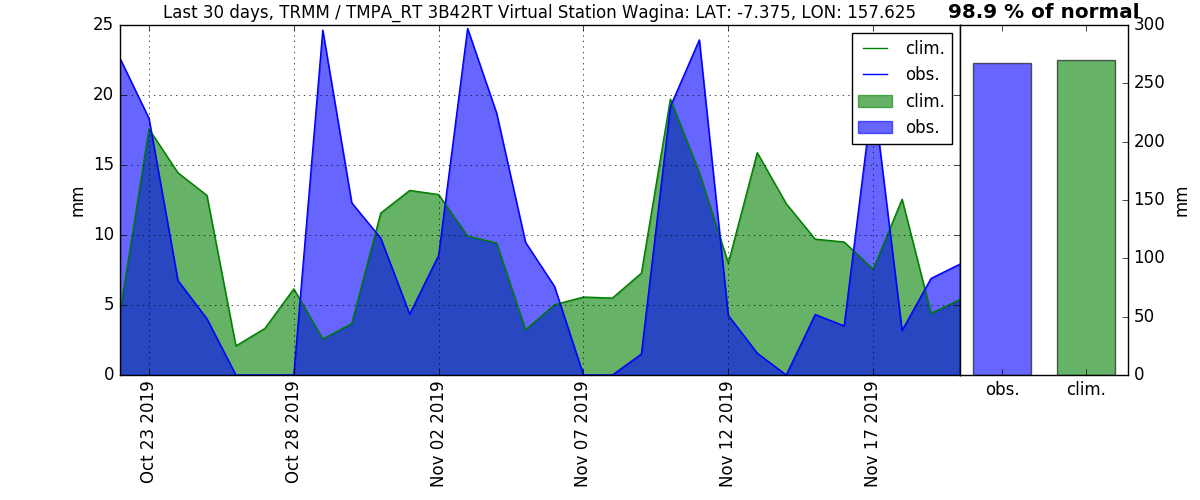 Last 30 days, TRMM / TMPA_RT 3B42RT Virtual Station Wagina: LAT: -7.375, LON: 157.625
98.9 % of normal
25
20
15
10
5
0
mm
clim.
obs.
clim.
obs.
Oct 23 2019
Oct 28 2019
Nov 02 2019
Nov 07 2019
Nov 12 2019
Nov 17 2019
300
250
200
150
100
50
0
mm
obs.
clim.